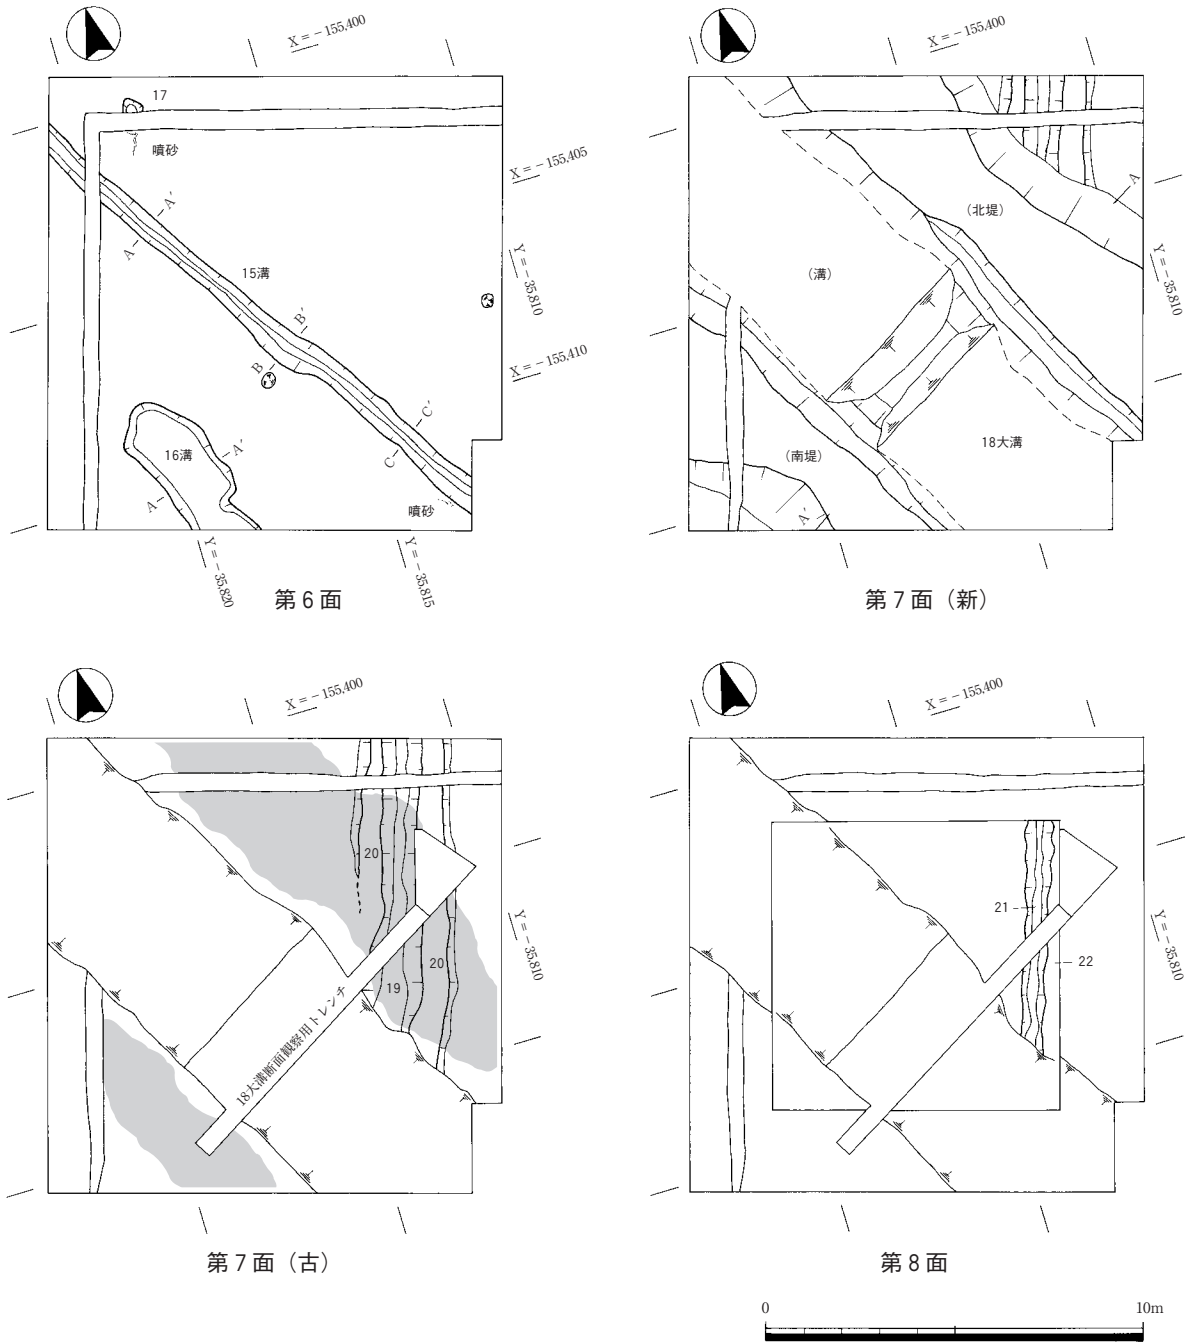 X＝－155,400
17
噴砂
X＝－155,405
A′
A
15溝
Y＝－35,810
B′
B
X＝－155,410
C′
C
16溝
A′
A
噴砂
Y＝－35,820
Y＝－35,815
第6面
X＝－155,400
A
（北堤）
（溝）
Y＝－35,810
18大溝
（南堤）
A′
第7面（新）
X＝－155,400
20
Y＝－35,810
20
19
18大溝断面観察用トレンチ
第7面（古）
X＝－155,400
21
Y＝－35,810
22
第8面
0 10m